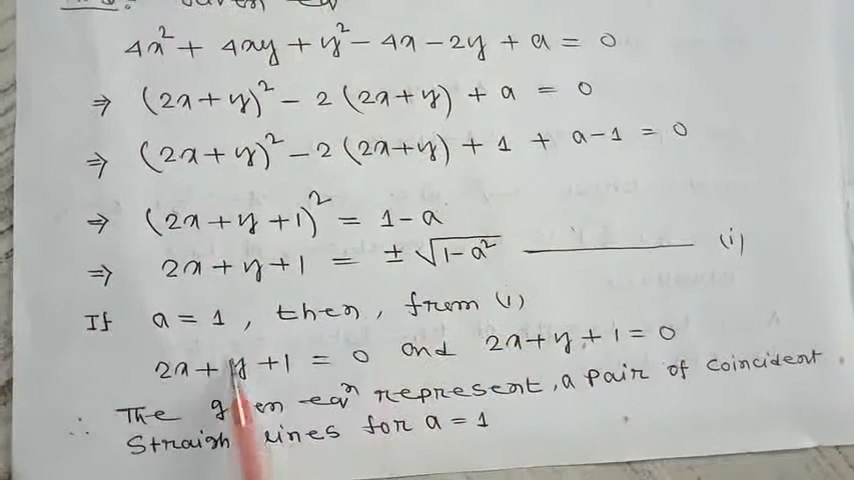 4x² + 4xy + y² - 4x - 2y + a = 0
⇒ (2x + y)² - 2 (2x + y) + a = 0
⇒ (2x + y)² - 2 (2x + y) + 1 + a - 1 = 0
⇒ (2x + y + 1)² = 1 - a
⇒ 2x + y + 1 = ± √1 - a² (i)
If a = 1, then, from (i)
2x + y + 1 = 0 and 2x + y + 1 = 0
∴ The eqⁿ represent, a pair of coincident
lines for a = 1